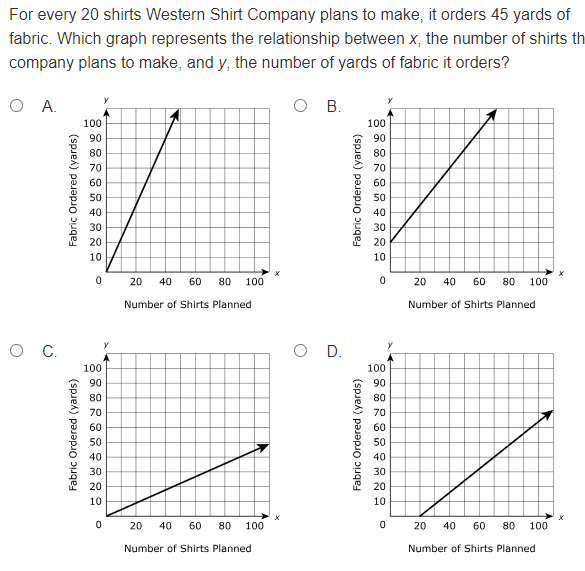 For every 20 shirts Western Shirt Company plans to make, it orders 45 yards of
fabric. Which graph represents the relationship between x, the number of shirts th
company plans to make, and y, the number of yards of fabric it orders?
A.
y
100
90
80
70
60
50
40
30
20
10
0 20 40 60 80 100 x
Fabric Ordered (yards)
Number of Shirts Planned
B.
y
100
90
80
70
60
50
40
30
20
10
0 20 40 60 80 100 x
Fabric Ordered (yards)
Number of Shirts Planned
C.
y
100
90
80
70
60
50
40
30
20
10
0 20 40 60 80 100 x
Fabric Ordered (yards)
Number of Shirts Planned
D.
y
100
90
80
70
60
50
40
30
20
10
0 20 40 60 80 100 x
Fabric Ordered (yards)
Number of Shirts Planned